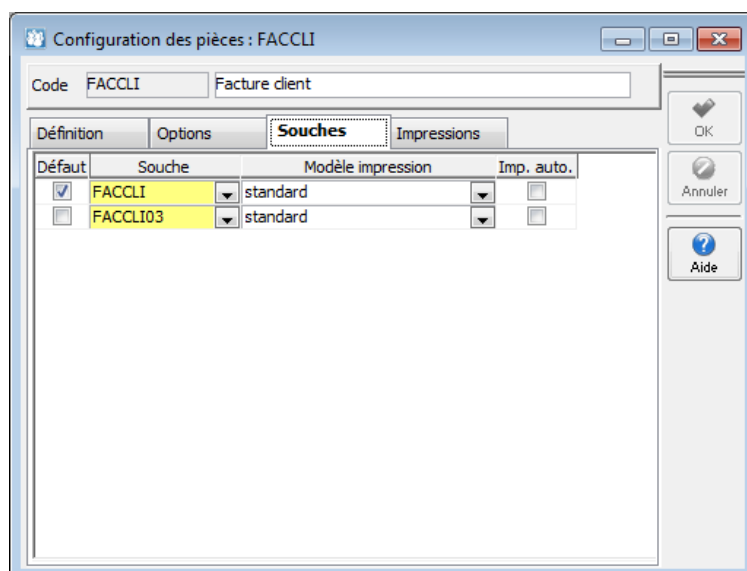 Configuration des pièces : FACCLI
Code FACCLI Facture client
Définition Options Souches Impressions
Défaut Souche Modèle impression Imp. auto.
FACCLI standard
FACCLI03 standard
OK
Annuler
Aide